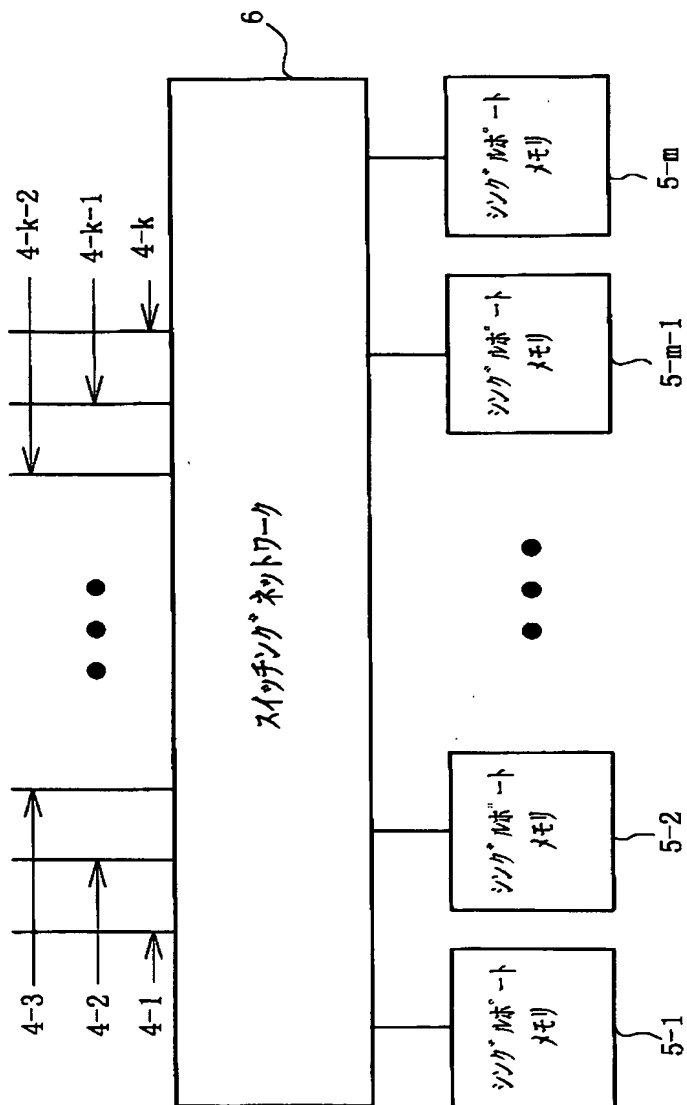 4-3
4-2
4-1
4-k-2
4-k-1
4-k
6
スイッチングネットワーク
シングルポート
メモリ
シングルポート
メモリ
シングルポート
メモリ
シングルポート
メモリ
5-1
5-2
5-m-1
5-m